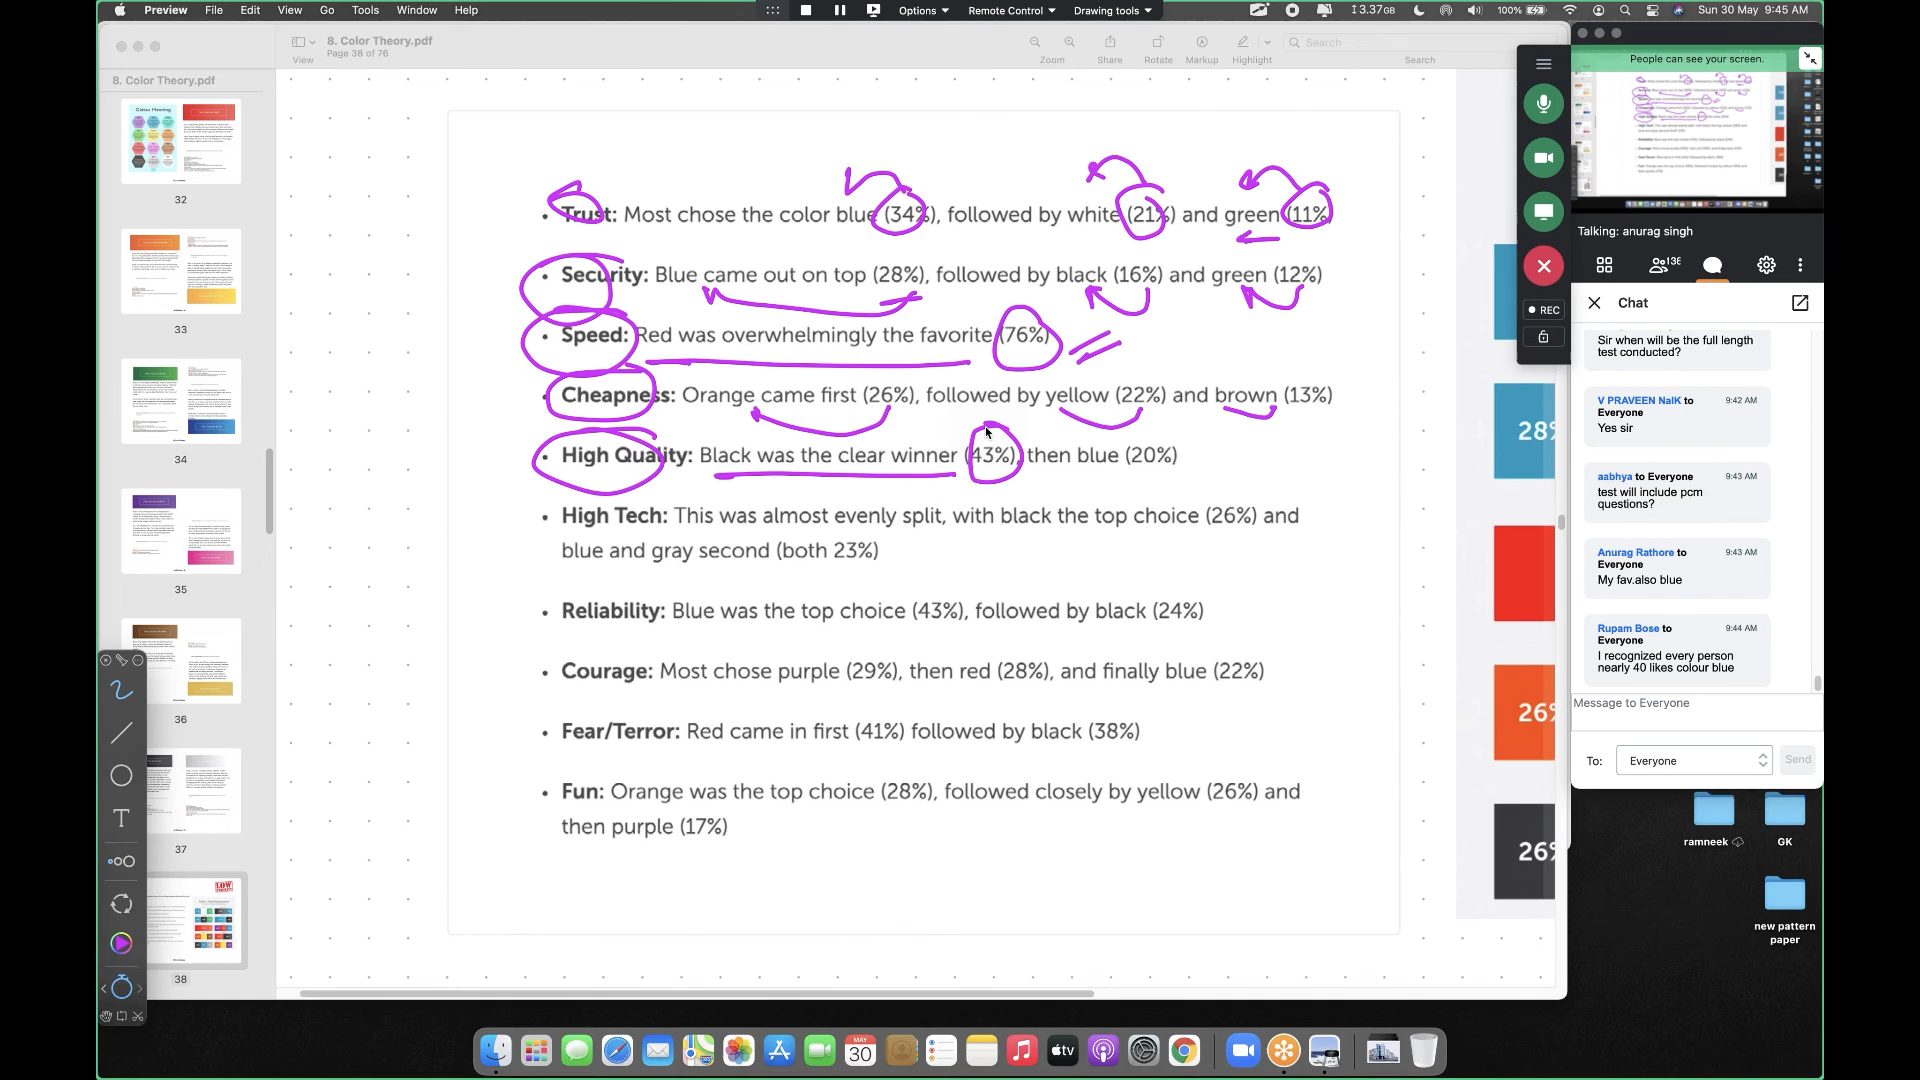 Preview File Edit View Go Tools Window Help
Options Remote Control Drawing tools
3.37GB 100% Sun 30 May 9:45 AM
8. Color Theory.pdf
Page 38 of 76
View Zoom Share Rotate Markup Highlight Search
Search
8. Color Theory.pdf
Colour Meaning
32
33
34
35
36
37
LOW
38
• Trust: Most chose the color blue (34%), followed by white (21%) and green (11%
• Security: Blue came out on top (28%), followed by black (16%) and green (12%)
• Speed: Red was overwhelmingly the favorite (76%)
• Cheapness: Orange came first (26%), followed by yellow (22%) and brown (13%)
• High Quality: Black was the clear winner (43%), then blue (20%)
• High Tech: This was almost evenly split, with black the top choice (26%) and
blue and gray second (both 23%)
• Reliability: Blue was the top choice (43%), followed by black (24%)
• Courage: Most chose purple (29%), then red (28%), and finally blue (22%)
• Fear/Terror: Red came in first (41%) followed by black (38%)
• Fun: Orange was the top choice (28%), followed closely by yellow (26%) and
then purple (17%)
28%
26%
26%
REC
People can see your screen.
Talking: anurag singh
136
Chat
Sir when will be the full length
test conducted?
V PRAVEEN NaIK to 9:42 AM
Everyone
Yes sir
aabhya to Everyone 9:43 AM
test will include pcm
questions?
Anurag Rathore to 9:43 AM
Everyone
My fav.also blue
Rupam Bose to 9:44 AM
Everyone
I recognized every person
nearly 40 likes colour blue
Message to Everyone
To: Everyone Send
ramneek GK
new pattern
paper
MAY
30
tv